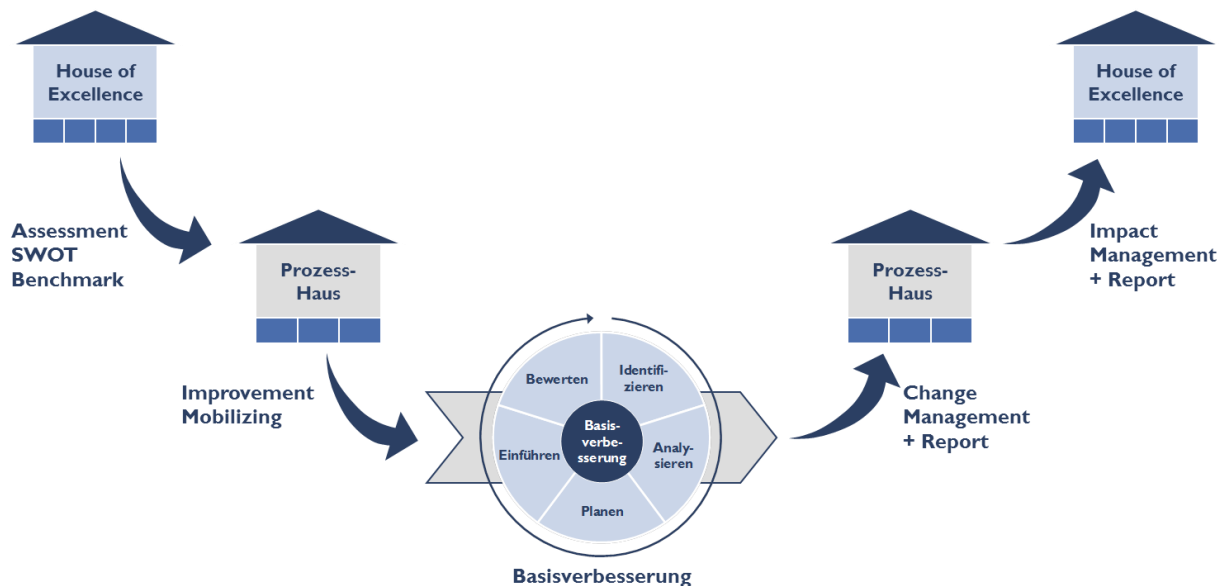 House of
Excellence
House of
Excellence
Assessment
SWOT
Benchmark
Prozess-
Haus
Prozess-
Haus
Impact
Management
+ Report
Improvement
Mobilizing
Bewerten
Identifi-
zieren
Basis-
verbe-
sserung
Einführen
Analy-
sieren
Planen
Change
Management
+ Report
Basisverbesserung